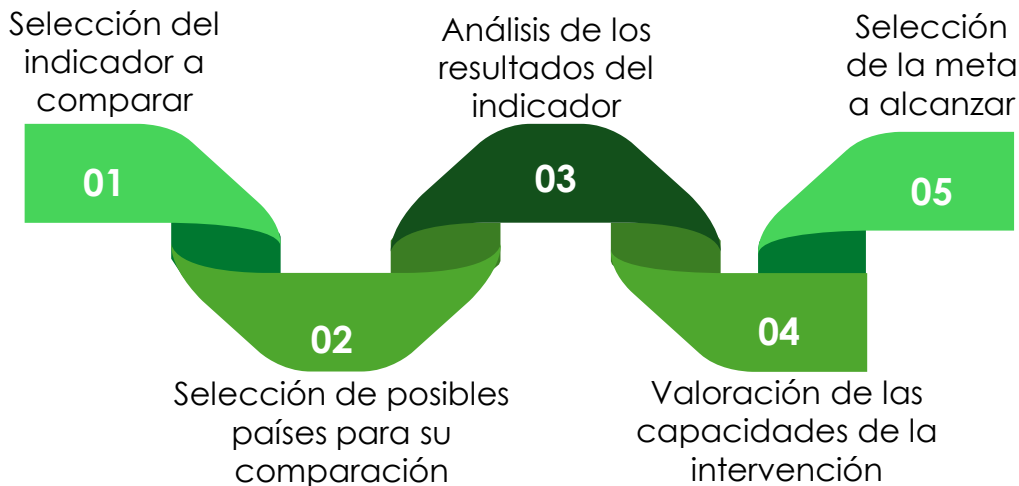 Selección del
indicador a
comparar
01
02
Selección de posibles
países para su
comparación
Análisis de los
resultados del
indicador
03
04
Valoración de las
capacidades de la
intervención
Selección
de la meta
a alcanzar
05